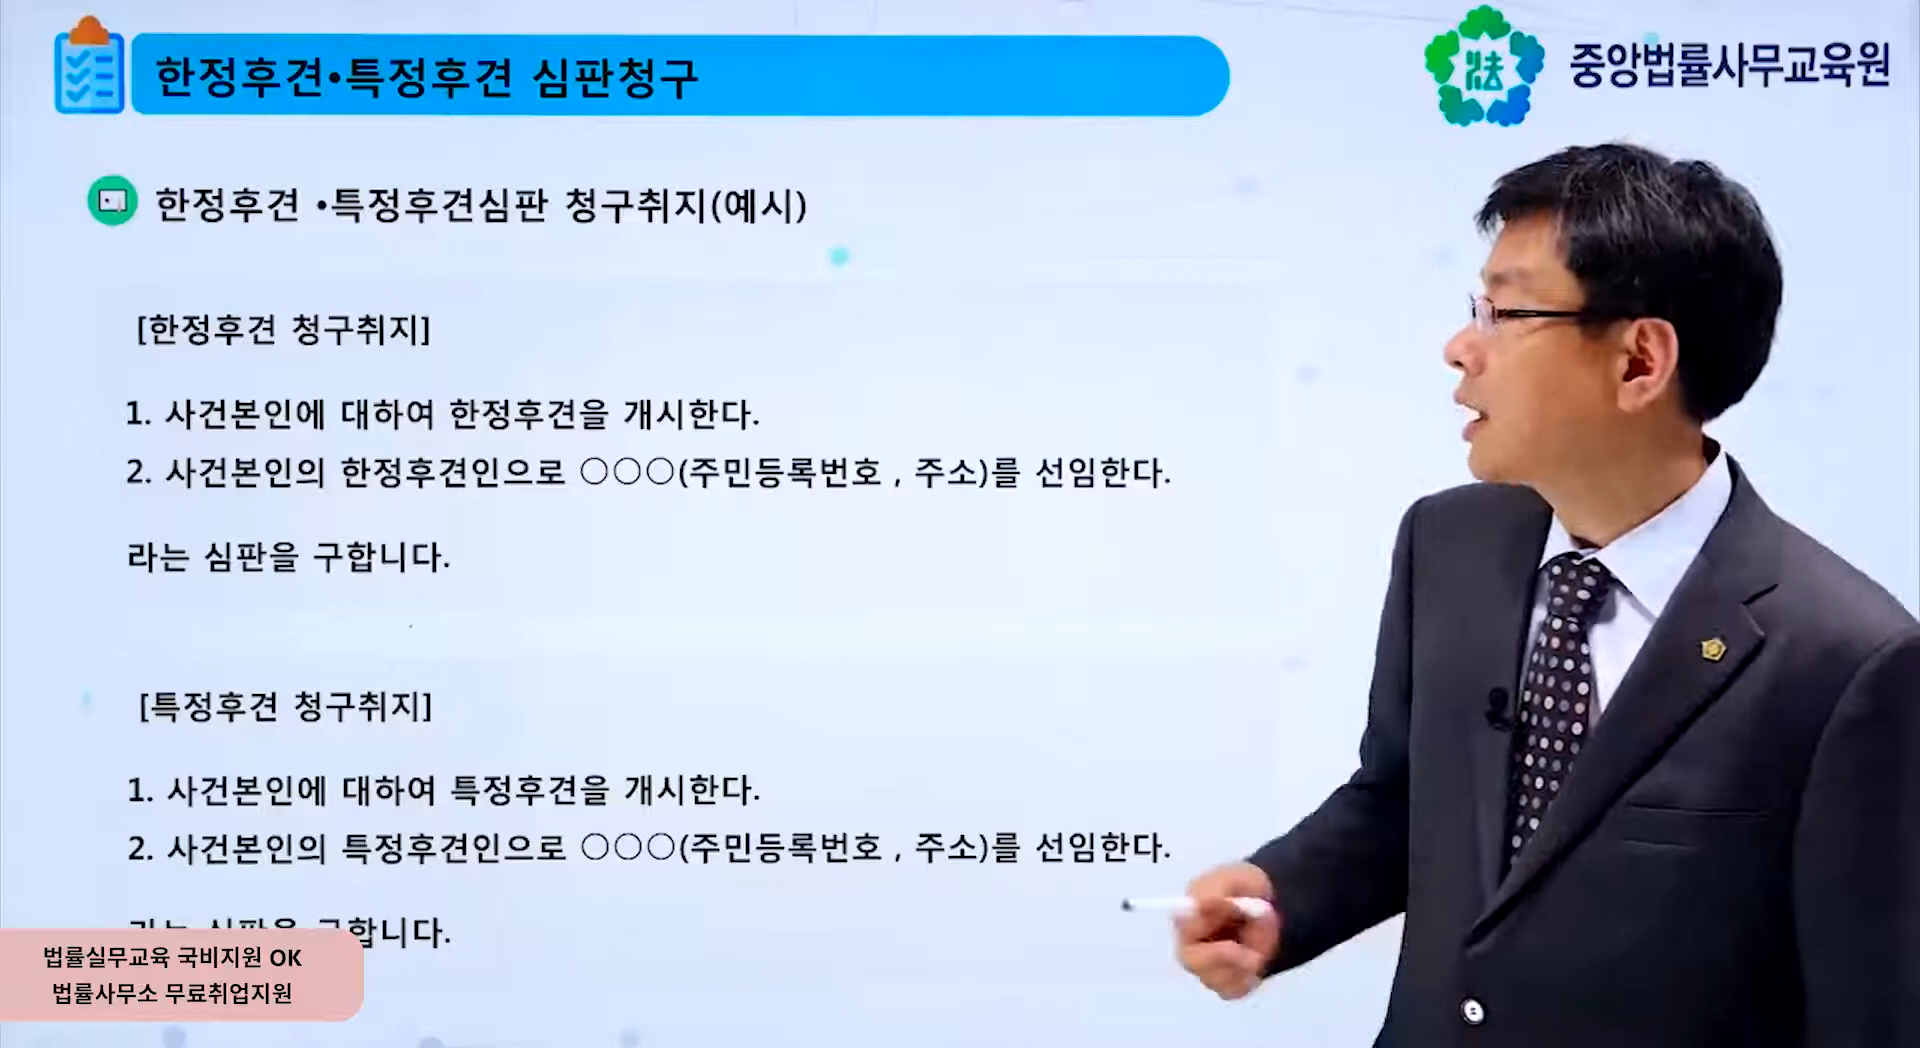 한정후견•특정후견 심판청구
法
중앙법률사무교육원
한정후견 •특정후견심판 청구취지(예시)
[한정후견 청구취지]
1. 사건본인에 대하여 한정후견을 개시한다.
2. 사건본인의 한정후견인으로 ○○○(주민등록번호 , 주소)를 선임한다.
라는 심판을 구합니다.
[특정후견 청구취지]
1. 사건본인에 대하여 특정후견을 개시한다.
2. 사건본인의 특정후견인으로 ○○○(주민등록번호 , 주소)를 선임한다.
라는 심판을 구합니다.
법률실무교육 국비지원 OK
법률사무소 무료취업지원